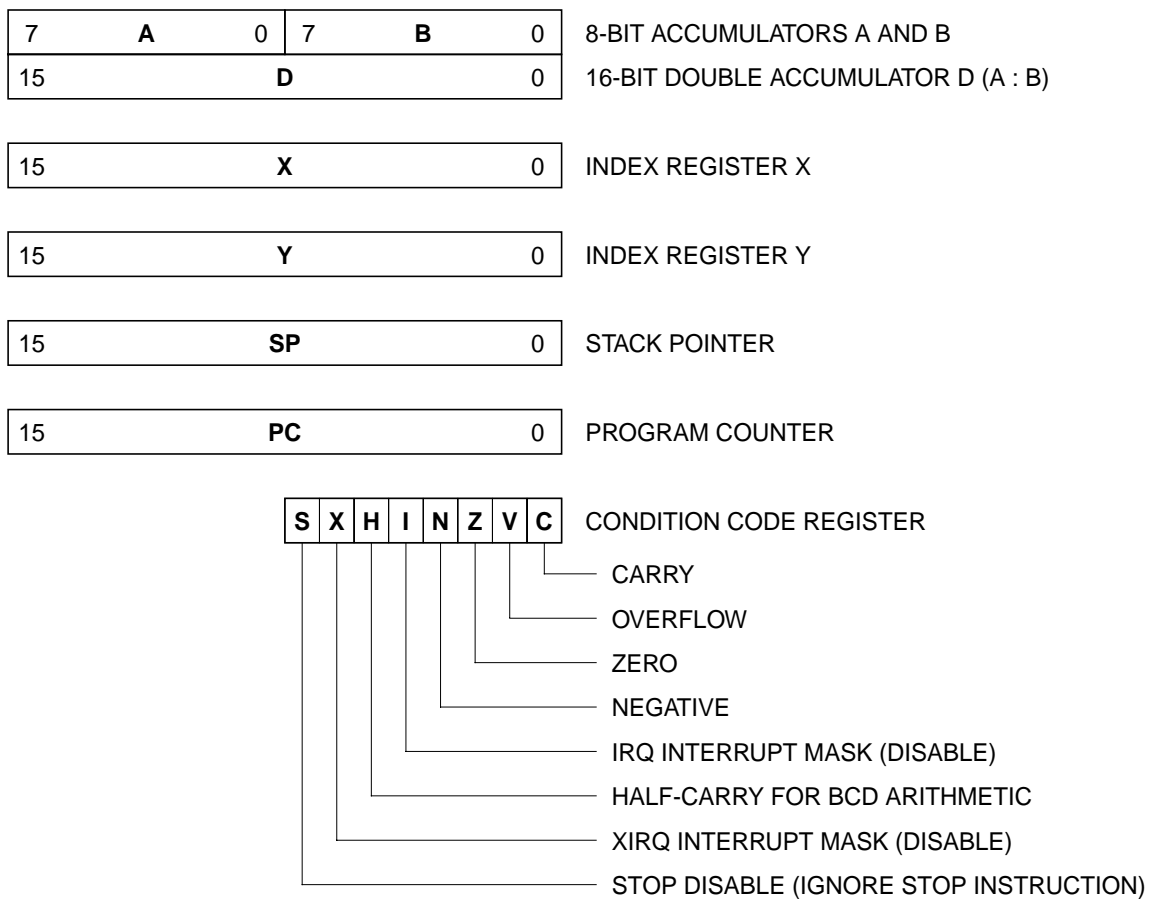 7 A 0 7 B 0 8-BIT ACCUMULATORS A AND B
15 D 0 16-BIT DOUBLE ACCUMULATOR D (A : B)
15 X 0 INDEX REGISTER X
15 Y 0 INDEX REGISTER Y
15 SP 0 STACK POINTER
15 PC 0 PROGRAM COUNTER
S X H I N Z V C CONDITION CODE REGISTER
CARRY
OVERFLOW
ZERO
NEGATIVE
IRQ INTERRUPT MASK (DISABLE)
HALF-CARRY FOR BCD ARITHMETIC
XIRQ INTERRUPT MASK (DISABLE)
STOP DISABLE (IGNORE STOP INSTRUCTION)